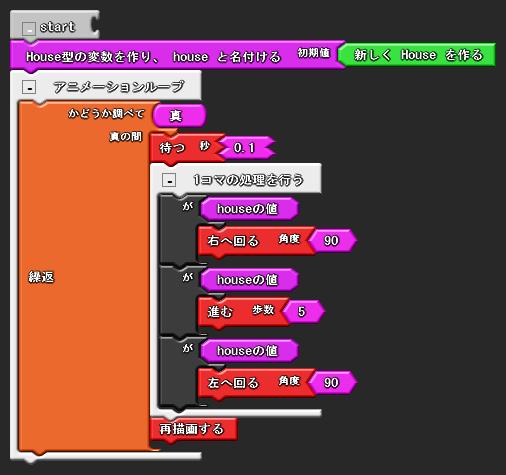 start
House型の変数を作り、 house と名付ける 初期値 新しく House を作る
アニメーションループ
かどうか調べて 真
真の間
待つ 秒 0.1
1コマの処理を行う
が houseの値
右へ回る 角度 90
が houseの値
繰返
進む 歩数 5
が houseの値
左へ回る 角度 90
再描画する